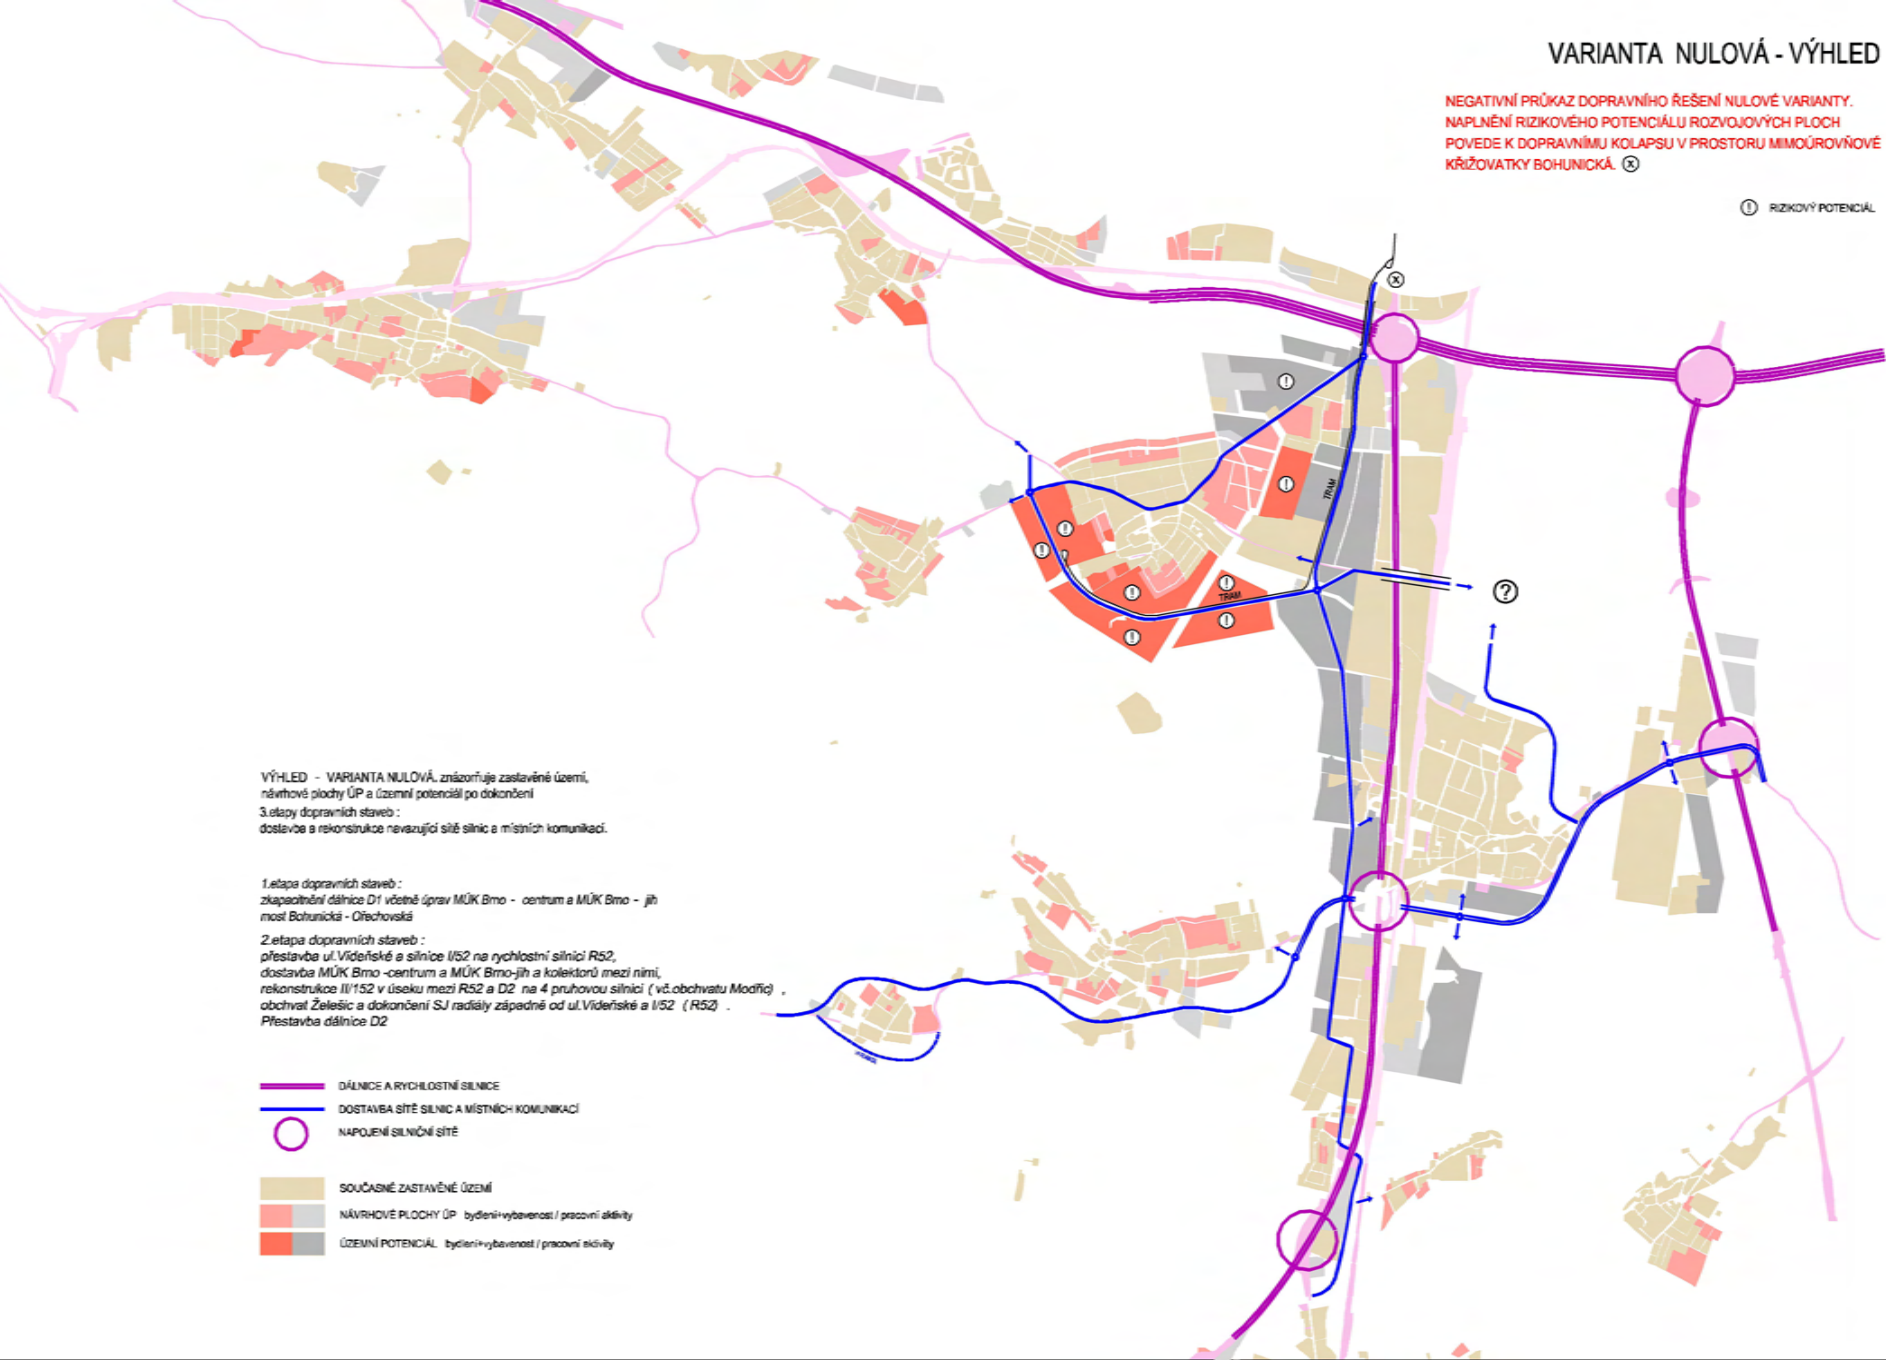 VARIANTA NULOVÁ - VÝHLED
NEGATIVNÍ PRŮKAZ DOPRAVNÍHO ŘEŠENÍ NULOVÉ VARIANTY.
NAPLNĚNÍ RIZIKOVÉHO POTENCIÁLU ROZVOJOVÝCH PLOCH
POVEDE K DOPRAVNÍMU KOLAPSU V PROSTORU MIMOÚROVŇOVÉ
KŘIŽOVATKY BOHUNICKÁ. X
! RIZIKOVÝ POTENCIÁL
X
!
!
TRAM
!
!
!
!
TRAM
!
!
?
VÝHLED - VARIANTA NULOVÁ. znázorňuje zastavěné území,
návrhové plochy ÚP a územní potenciál po dokončení
3.etapy dopravních staveb :
dostavba a rekonstrukce navazující sítě silnic a místních komunikací.
1.etapa dopravních staveb :
zkapacitnění dálnice D1 včetně úprav MÚK Brno - centrum a MÚK Brno - jih
most Bohunická - Ořechovská
2.etapa dopravních staveb :
přestavba ul.Vídeňské a silnice I/52 na rychlostní silnici R52,
dostavba MÚK Brno -centrum a MÚK Brno-jih a kolektorů mezi nimi,
rekonstrukce II/152 v úseku mezi R52 a D2 na 4 pruhovou silnici ( vč.obchvatu Modřic) ,
obchvat Želešic a dokončení SJ radiály západně od ul.Vídeňské a I/52 ( R52) .
Přestavba dálnice D2
DÁLNICE A RYCHLOSTNÍ SILNICE
DOSTAVBA SÍTĚ SILNIC A MÍSTNÍCH KOMUNIKACÍ
NAPOJENÍ SILNIČNÍ SÍTĚ
SOUČASNÉ ZASTAVĚNÉ ÚZEMÍ
NÁVRHOVÉ PLOCHY ÚP bydlení+vybavenost / pracovní aktivity
ÚZEMNÍ POTENCIÁL bydlení+vybavenost / pracovní aktivity